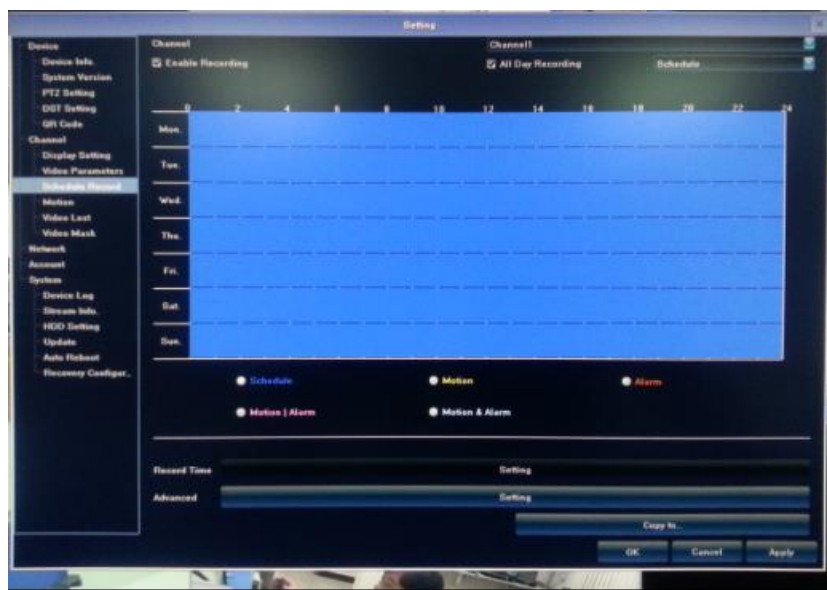 Setting
Device
Device Info.
System Version
PTZ Setting
DST Setting
QR Code
Channel
Display Setting
Video Parameters
Schedule Record
Motion
Video Lost
Video Mask
Network
Account
System
Device Log
Stream Info.
HDD Setting
Update
Auto Reboot
Recovery Configur..
Channel
Channel1
Enable Recording
All Day Recording
Schedule
0 2 4 6 8 10 12 14 16 18 20 22 24
Mon.
Tue.
Wed.
Thu.
Fri.
Sat.
Sun.
Schedule
Motion
Alarm
Motion | Alarm
Motion & Alarm
Record Time
Setting
Advanced
Setting
Copy to..
OK
Cancel
Apply